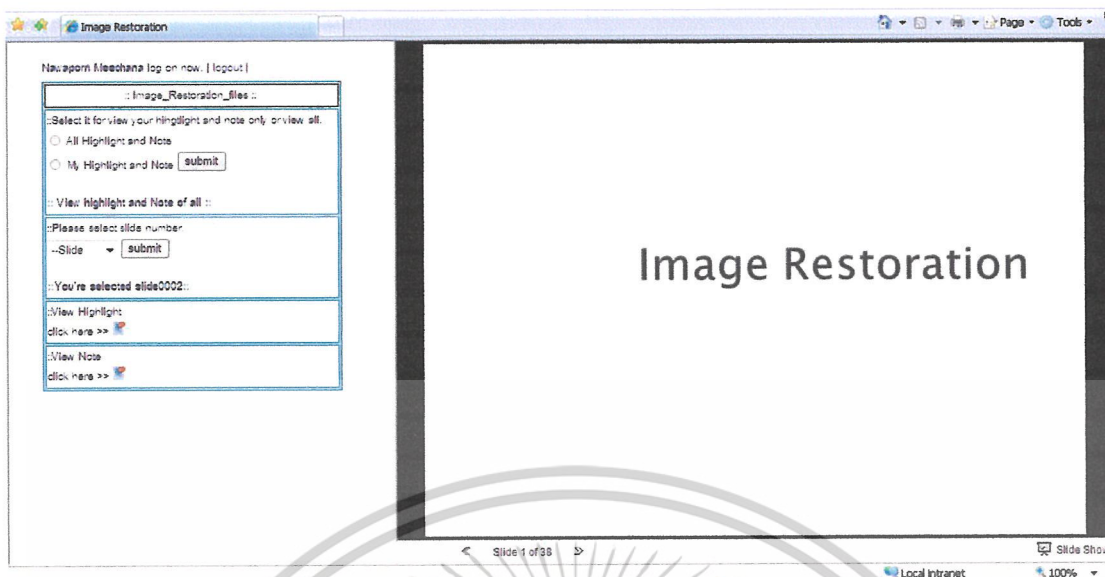 Image Restoration
Page
Tools
Nawaporn Meechana log on now. | logout |
:: Image_Restoration_files ::
::Select it for view your hingdlight and note only or view all.
All Highlight and Note
My Highlight and Note submit
:: View highlight and Note of all ::
::Please select slide number
--Slide submit
::You're selected slide0002::
::View Highlight
click here >>
::View Note
click here >>
Image Restoration
Slide 1 of 38
Slide Show
Local intranet
100%